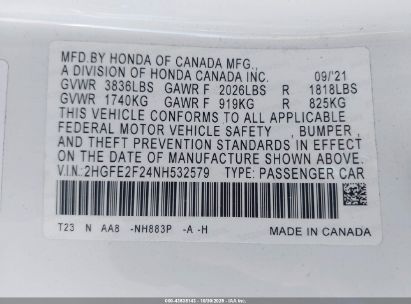 MFD.BY HONDA OF CANADA MFG.,
A DIVISION OF HONDA CANADA INC. 09/'21
GVWR 3836LBS GAWR F 2026LBS R 1818LBS
GVWR 1740KG GAWR F 919KG R 825KG
THIS VEHICLE CONFORMS TO ALL APPLICABLE
FEDERAL MOTOR VEHICLE SAFETY , BUMPER ,
AND THEFT PREVENTION STANDARDS IN EFFECT
ON THE DATE OF MANUFACTURE SHOWN ABOVE.
V.I.N.: 2HGFE2F24NH532579 TYPE: PASSENGER CAR
T23 N AA8 -NH883P -A -H MADE IN CANADA